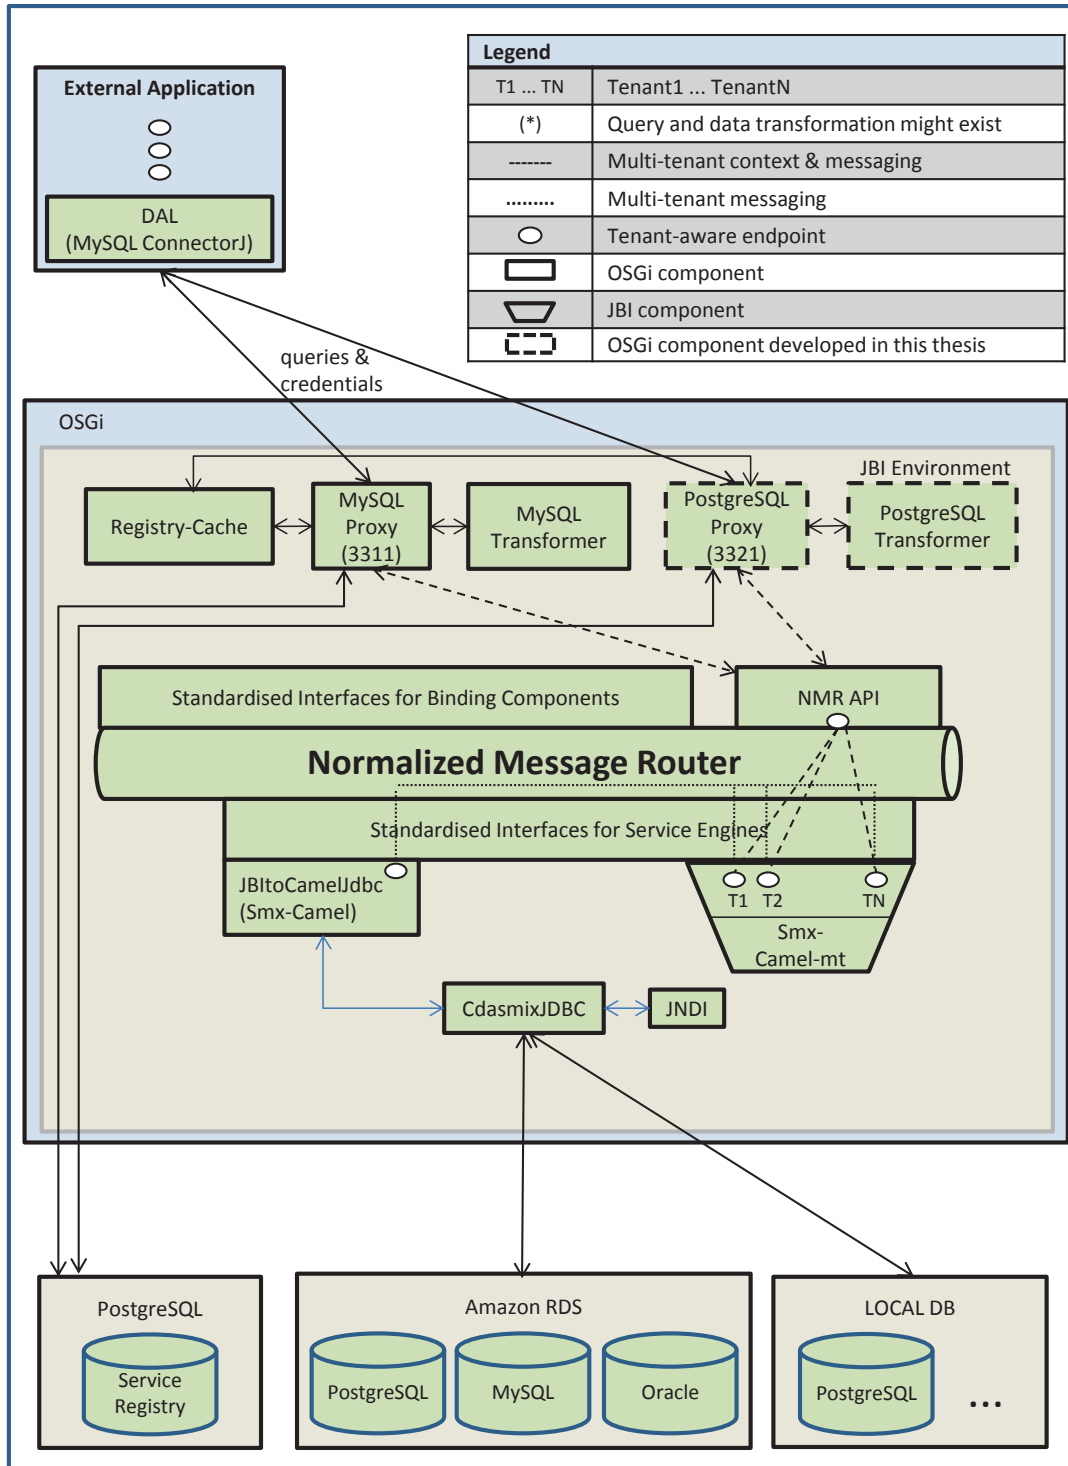 Legend
T1 ... TN Tenant1 ... TenantN
(*) Query and data transformation might exist
------- Multi-tenant context & messaging
......... Multi-tenant messaging
Tenant-aware endpoint
OSGi component
JBI component
OSGi component developed in this thesis
External Application
DAL
(MySQL ConnectorJ)
queries &
credentials
OSGi
JBI Environment
Registry-Cache
MySQL
Proxy
(3311)
MySQL
Transformer
PostgreSQL
Proxy
(3321)
PostgreSQL
Transformer
Standardised Interfaces for Binding Components
NMR API
Normalized Message Router
Standardised Interfaces for Service Engines
JBItoCamelJdbc
(Smx-Camel)
T1 T2 TN
Smx-
Camel-mt
CdasmixJDBC
JNDI
PostgreSQL
Service
Registry
Amazon RDS
PostgreSQL
MySQL
Oracle
LOCAL DB
PostgreSQL
...